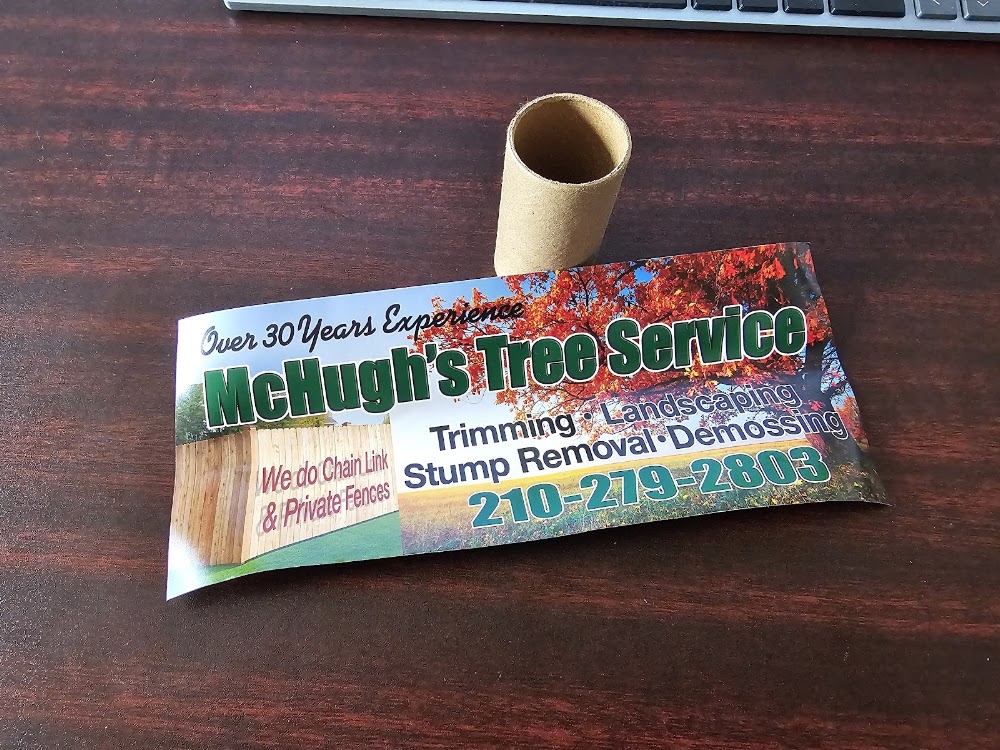 Over 30 Years Experience
McHugh's Tree Service
Trimming • Landscaping
Stump Removal • Demossing
210-279-2803
We do Chain Link
& Private Fences